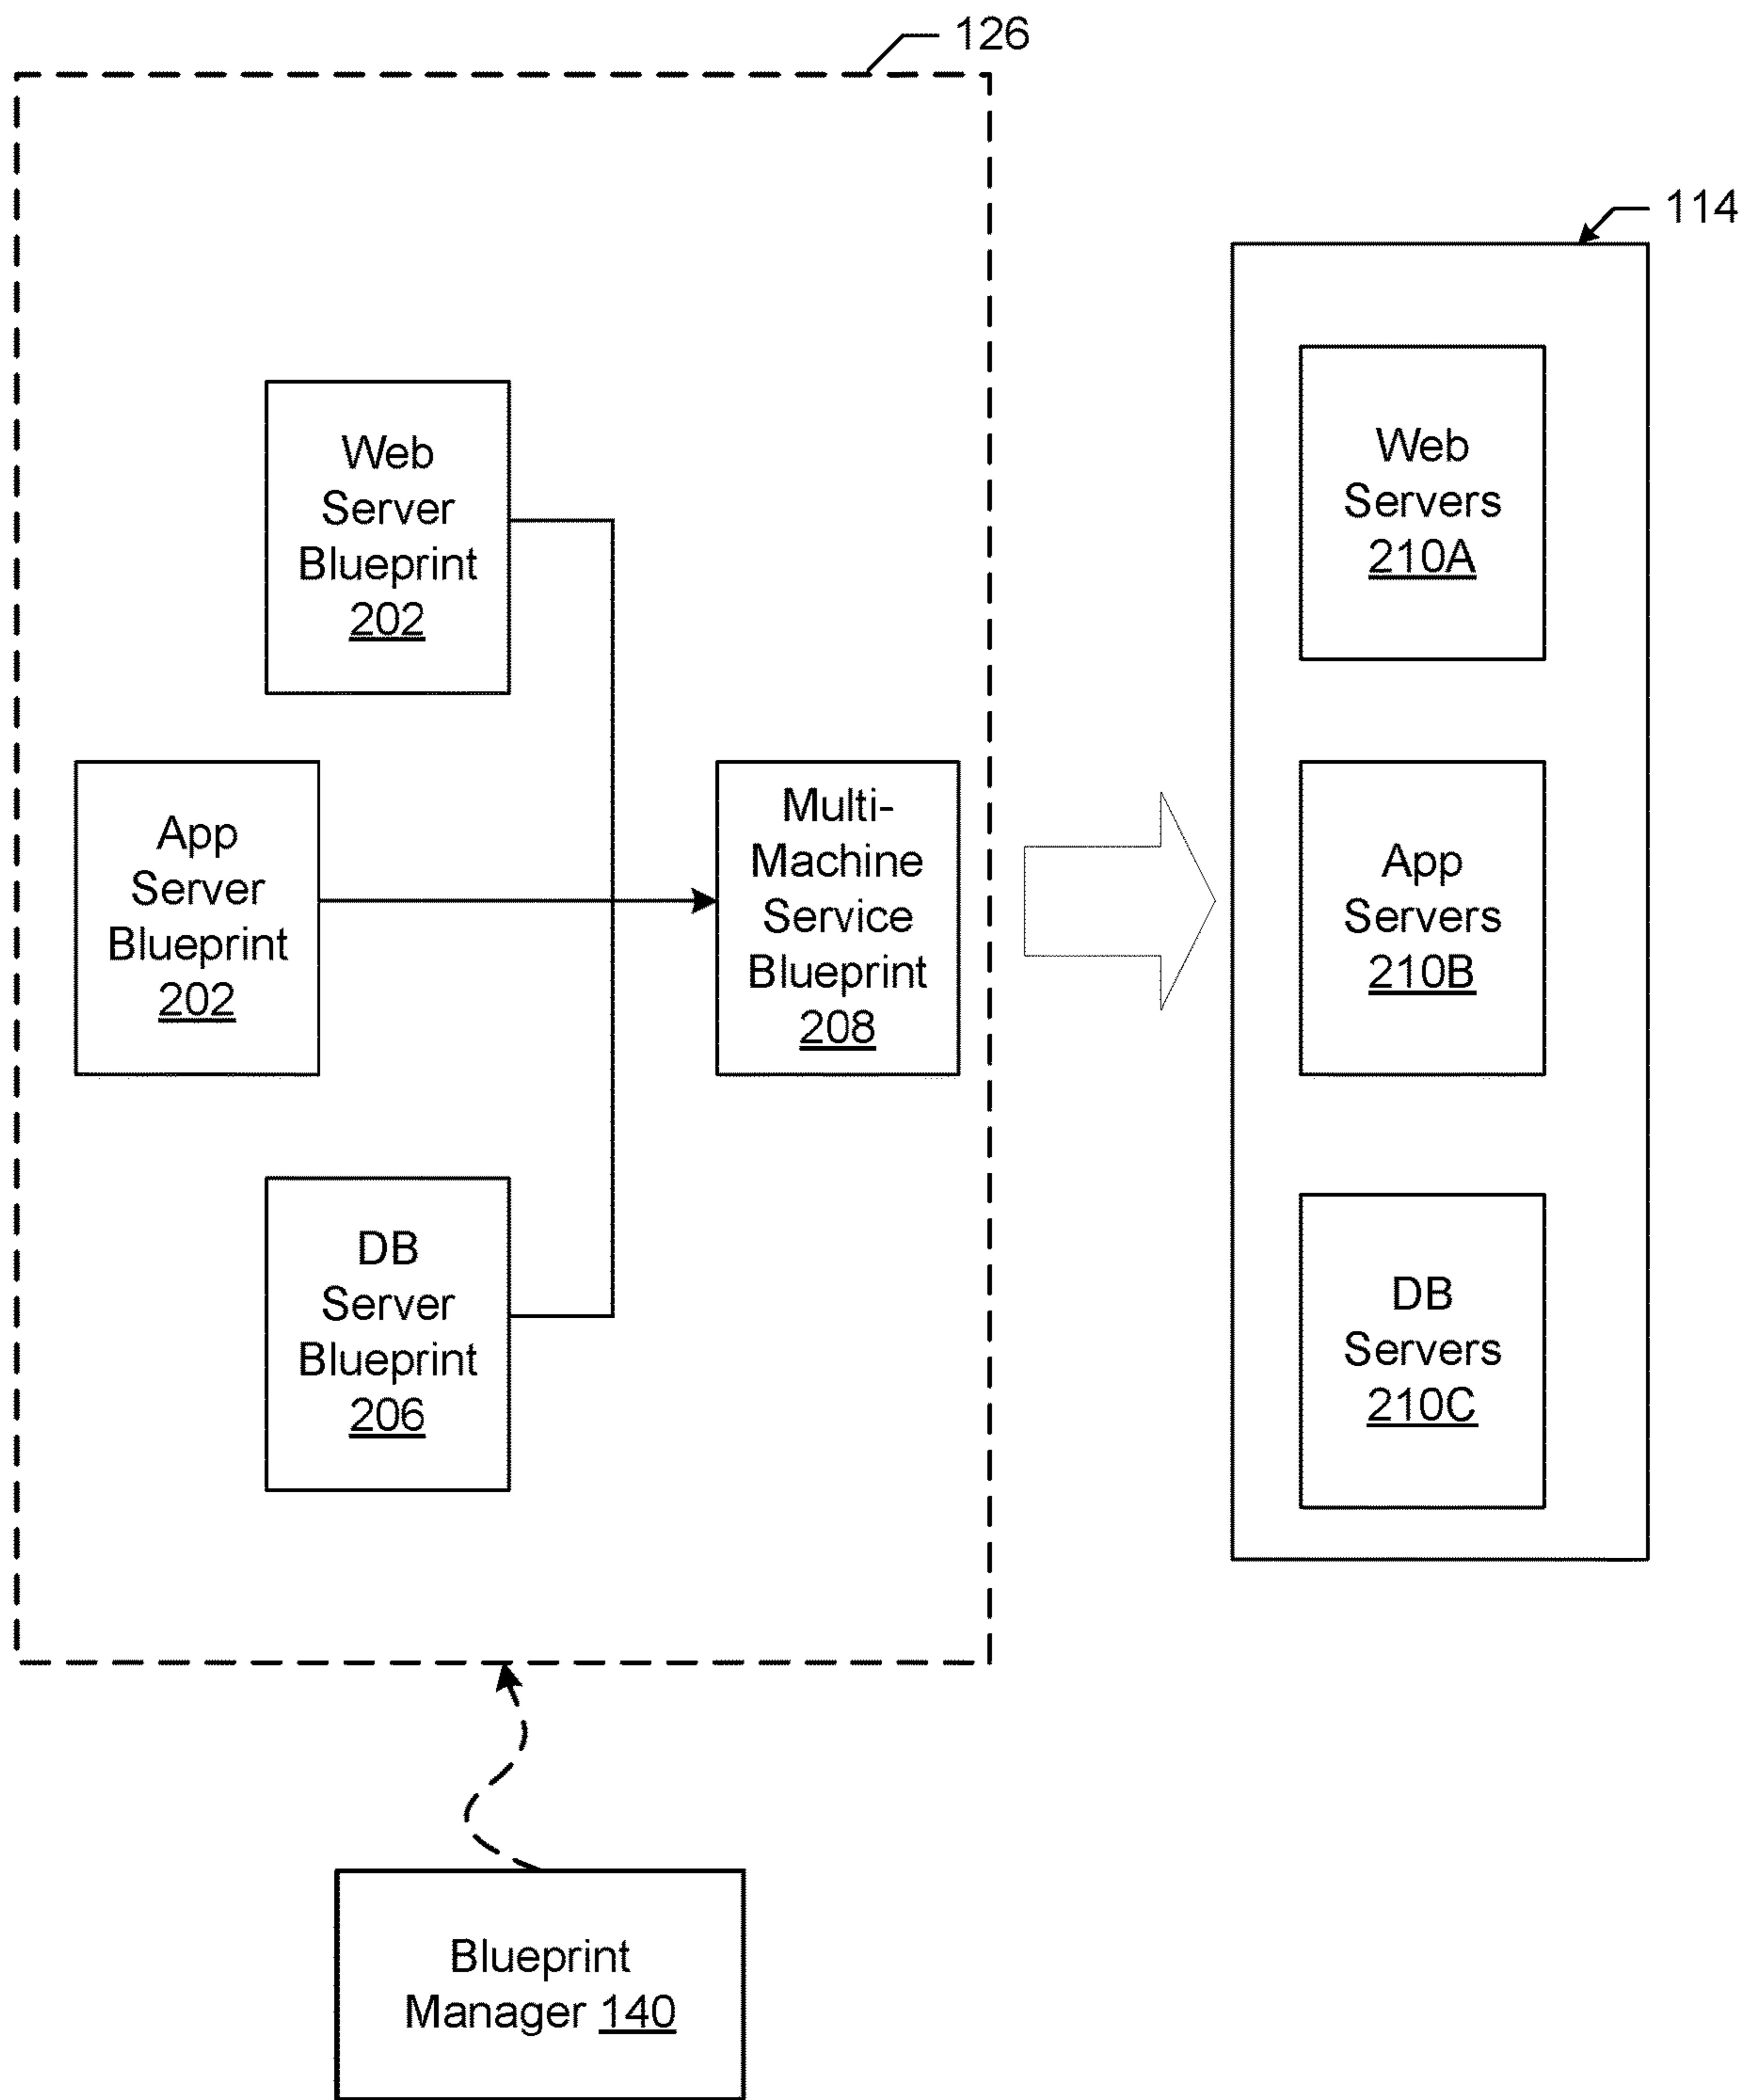 126
114
Web
Server
Blueprint
202
App
Server
Blueprint
202
DB
Server
Blueprint
206
Multi-
Machine
Service
Blueprint
208
Web
Servers
210A
App
Servers
210B
DB
Servers
210C
Blueprint
Manager 140